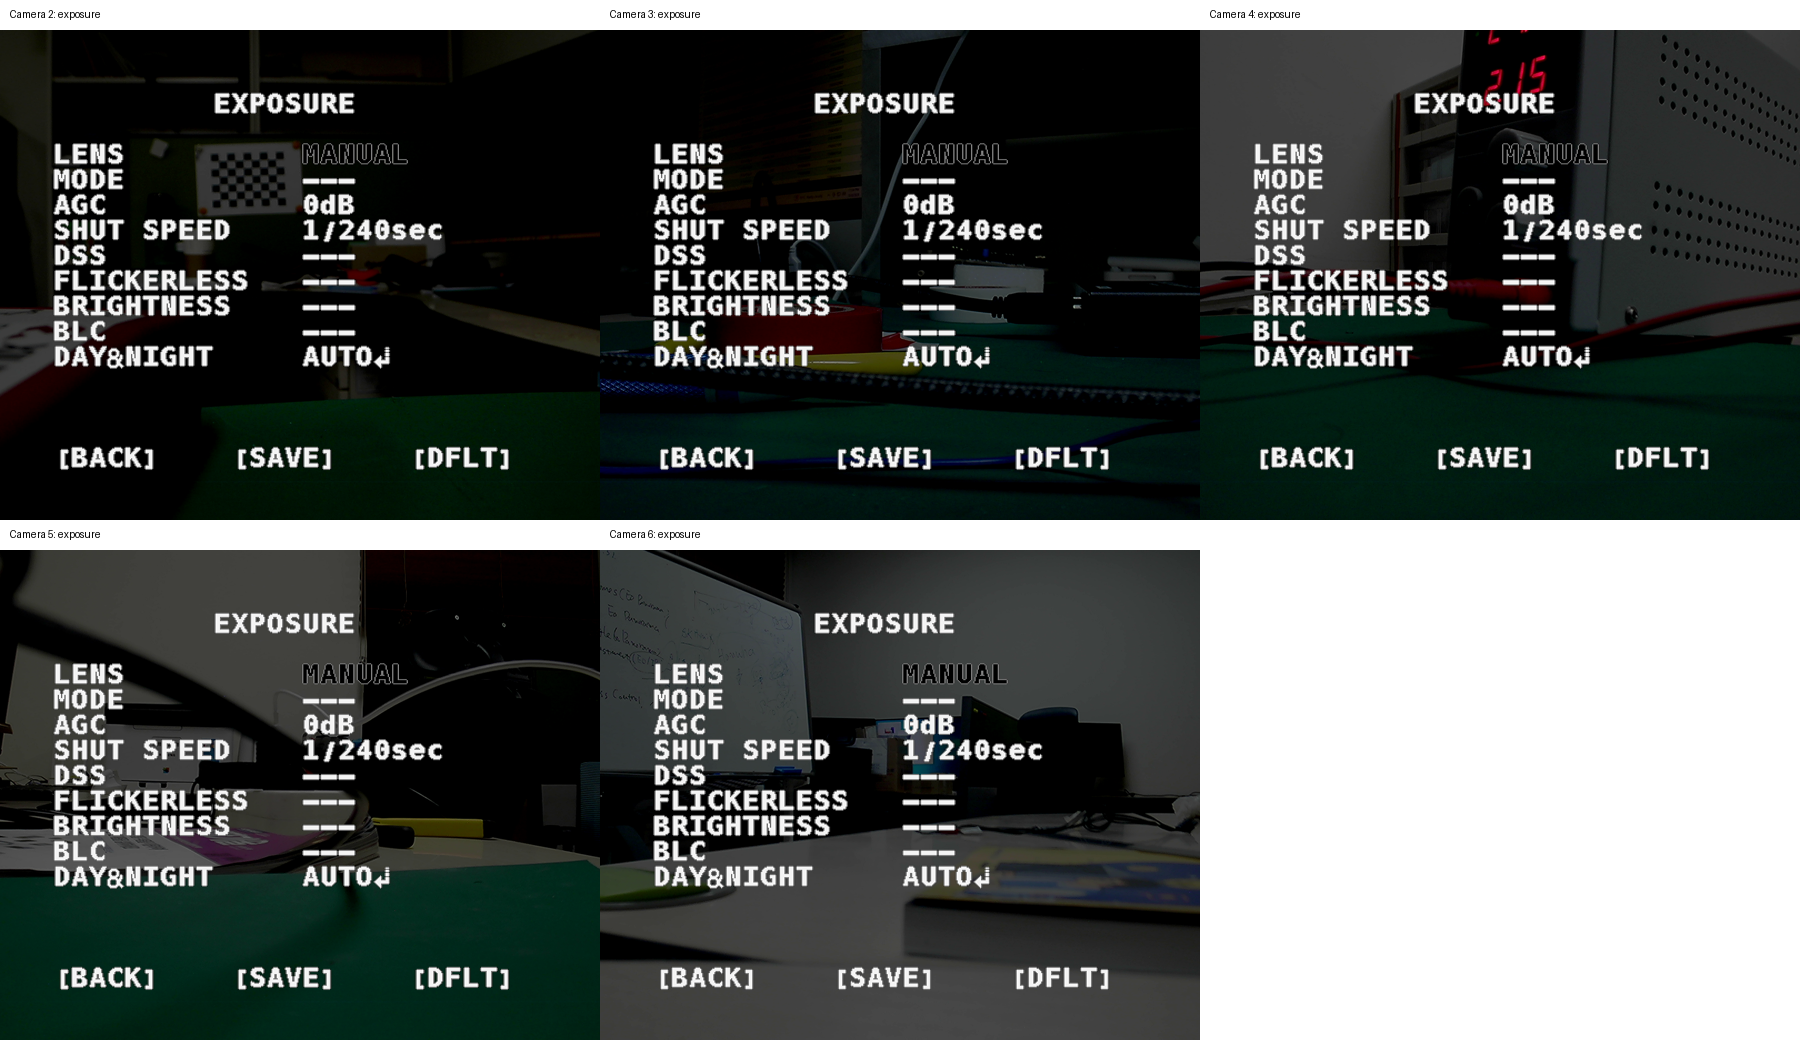 Camera 2: exposure
EXPOSURE
LENS MANUAL
MODE ---
AGC 0dB
SHUT SPEED 1/240sec
DSS ---
FLICKERLESS ---
BRIGHTNESS ---
BLC ---
DAY&NIGHT AUTO↲
[BACK] [SAVE] [DFLT]
Camera 3: exposure
EXPOSURE
LENS MANUAL
MODE ---
AGC 0dB
SHUT SPEED 1/240sec
DSS ---
FLICKERLESS ---
BRIGHTNESS ---
BLC ---
DAY&NIGHT AUTO↲
[BACK] [SAVE] [DFLT]
Camera 4: exposure
215
EXPOSURE
LENS MANUAL
MODE ---
AGC 0dB
SHUT SPEED 1/240sec
DSS ---
FLICKERLESS ---
BRIGHTNESS ---
BLC ---
DAY&NIGHT AUTO↲
[BACK] [SAVE] [DFLT]
Camera 5: exposure
EXPOSURE
LENS MANUAL
MODE ---
AGC 0dB
SHUT SPEED 1/240sec
DSS ---
FLICKERLESS ---
BRIGHTNESS ---
BLC ---
DAY&NIGHT AUTO↲
[BACK] [SAVE] [DFLT]
Camera 6: exposure
EXPOSURE
LENS MANUAL
MODE ---
AGC 0dB
SHUT SPEED 1/240sec
DSS ---
FLICKERLESS ---
BRIGHTNESS ---
BLC ---
DAY&NIGHT AUTO↲
[BACK] [SAVE] [DFLT]